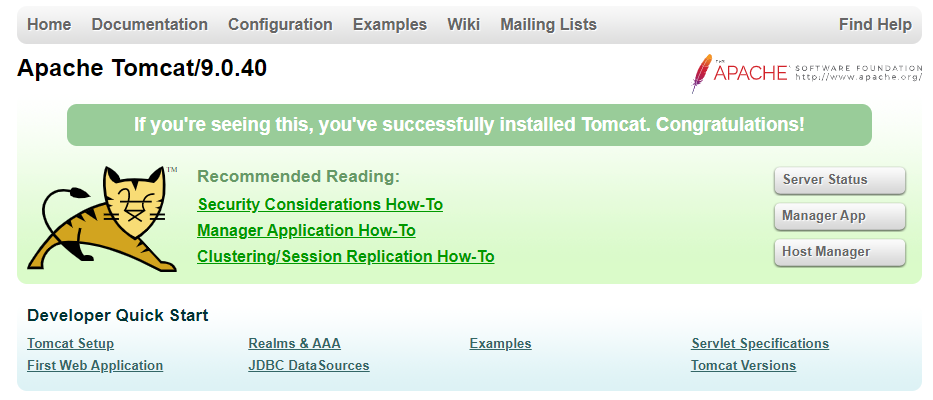 Home Documentation Configuration Examples Wiki Mailing Lists Find Help
Apache Tomcat/9.0.40
THE APACHE SOFTWARE FOUNDATION
http://www.apache.org/
If you're seeing this, you've successfully installed Tomcat. Congratulations!
TM
Recommended Reading:
Security Considerations How-To
Manager Application How-To
Clustering/Session Replication How-To
Server Status
Manager App
Host Manager
Developer Quick Start
Tomcat Setup Realms & AAA Examples Servlet Specifications
First Web Application JDBC DataSources Tomcat Versions